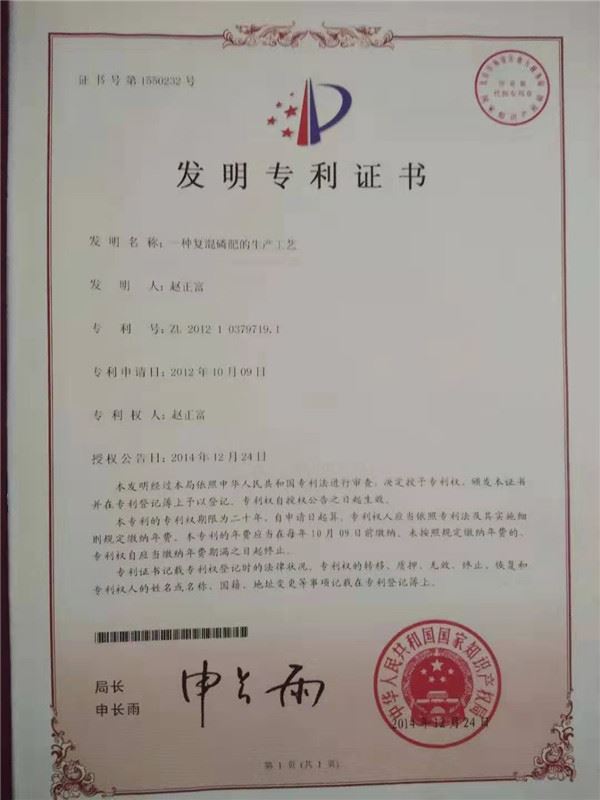 证书号第1550232号
发明专利证书
发 明 名 称：一种复混磷肥的生产工艺
发 明 人：赵正富
专 利 号：ZL 2012 1 0379719.1
专利申请日：2012年10月09日
专 利 权 人：赵正富
授权公告日：2014年12月24日
本发明经过本局依照中华人民共和国专利法进行审查，决定授予专利权，颁发本证书
并在专利登记簿上予以登记。专利权自授权公告之日起生效。
本专利的专利权期限为二十年，自申请日起算。专利权人应当依照专利法及其实施细
则规定缴纳年费。本专利的年费应当在每年10月09日前缴纳。未按照规定缴纳年费的，
专利权自应当缴纳年费期满之日起终止。
专利证书记载专利权登记时的法律状况。专利权的转移、质押、无效、终止、恢复和
专利权人的姓名或名称、国籍、地址变更等事项记载在专利登记簿上。
局长
申长雨
申长雨
中华人民共和国国家知识产权局
2014年12月24日
第1页(共1页)